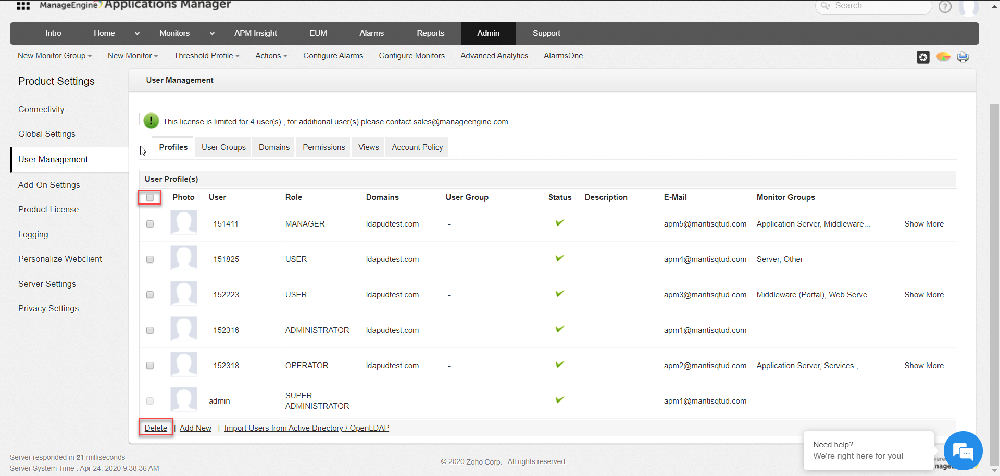 ManageEngine Applications Manager
Search...
?
Intro Home Monitors APM Insight EUM Alarms Reports Admin Support
New Monitor Group New Monitor Threshold Profile Actions Configure Alarms Configure Monitors Advanced Analytics AlarmsOne
Product Settings
Connectivity
Global Settings
User Management
Add-On Settings
Product License
Logging
Personalize Webclient
Server Settings
Privacy Settings
User Management
This license is limited for 4 user(s) , for additional user(s) please contact sales@manageengine.com
Profiles User Groups Domains Permissions Views Account Policy
User Profile(s)
Photo User Role Domains User Group Status Description E-Mail Monitor Groups
151411 MANAGER ldapudtest.com - apm5@mantisqtud.com Application Server, Middleware... Show More
151825 USER ldapudtest.com - apm4@mantisqtud.com Server, Other
152223 USER ldapudtest.com - apm3@mantisqtud.com Middleware (Portal), Web Serve... Show More
152316 ADMINISTRATOR ldapudtest.com - apm1@mantisqtud.com
152318 OPERATOR ldapudtest.com - apm2@mantisqtud.com Application Server, Services ,... Show More
admin SUPER ADMINISTRATOR - - apm1@mantisqtud.com
Delete | Add New | Import Users from Active Directory / OpenLDAP
Need help?
We're right here for you!
Server responded in 21 milliseconds
Server System Time : Apr 24, 2020 9:38:36 AM
© 2020 Zoho Corp. All rights reserved.